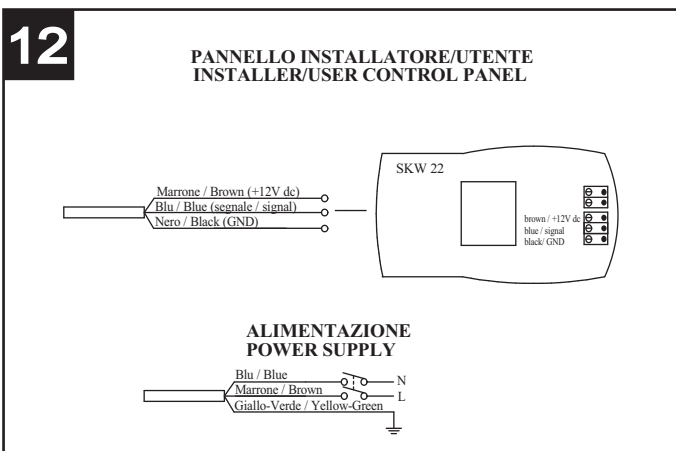 12
PANNELLO INSTALLATORE/UTENTE
INSTALLER/USER CONTROL PANEL
SKW 22
Marrone / Brown (+12V dc)
Blu / Blue (segnale / signal)
Nero / Black (GND)
brown / +12V dc
blue / signal
black/ GND
ALIMENTAZIONE
POWER SUPPLY
Blu / Blue
N
Marrone / Brown
L
Giallo-Verde / Yellow-Green